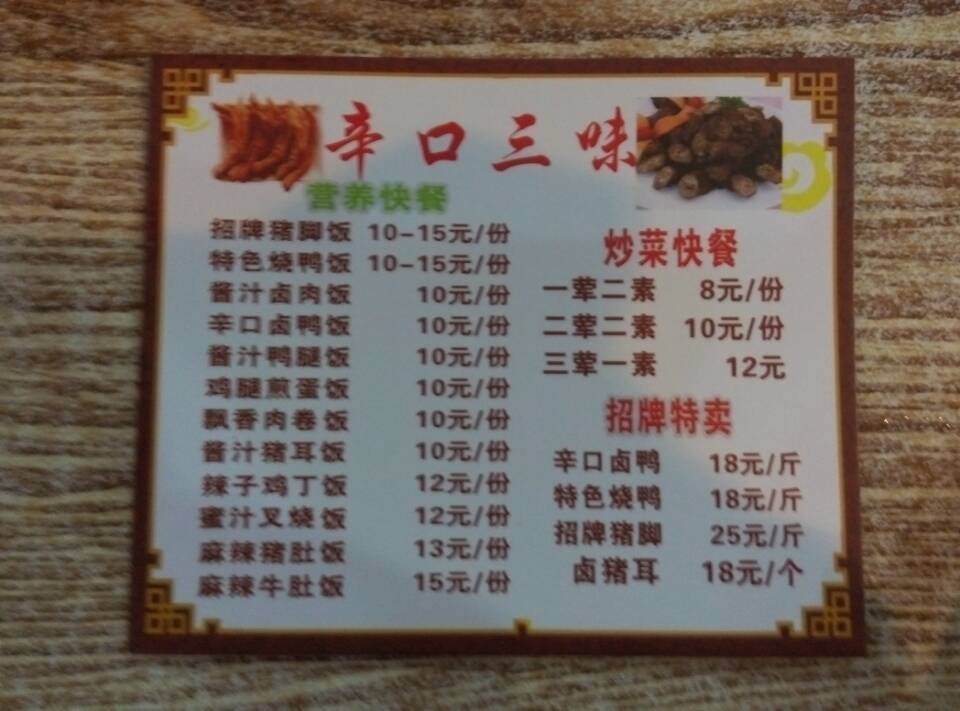 辛口三味
营养快餐
招牌猪脚饭 10-15元/份
特色烧鸭饭 10-15元/份
酱汁卤肉饭 10元/份
辛口卤鸭饭 10元/份
酱汁鸭腿饭 10元/份
鸡腿煎蛋饭 10元/份
飘香肉卷饭 10元/份
酱汁猪耳饭 10元/份
辣子鸡丁饭 12元/份
蜜汁叉烧饭 12元/份
麻辣猪肚饭 13元/份
麻辣牛肚饭 15元/份
炒菜快餐
一荤二素 8元/份
二荤二素 10元/份
三荤一素 12元
招牌特卖
辛口卤鸭 18元/斤
特色烧鸭 18元/斤
招牌猪脚 25元/斤
卤猪耳 18元/个